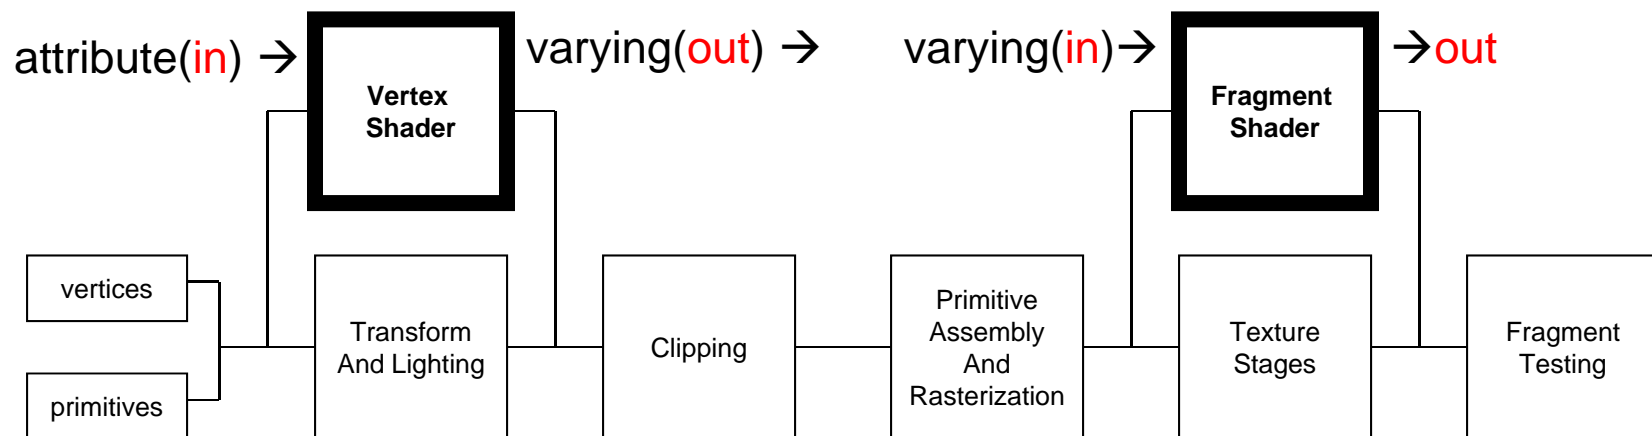 attribute(in) →
varying(out) →
varying(in)→
→out
Vertex
Shader
Fragment
Shader
vertices
primitives
Transform
And Lighting
Clipping
Primitive
Assembly
And
Rasterization
Texture
Stages
Fragment
Testing